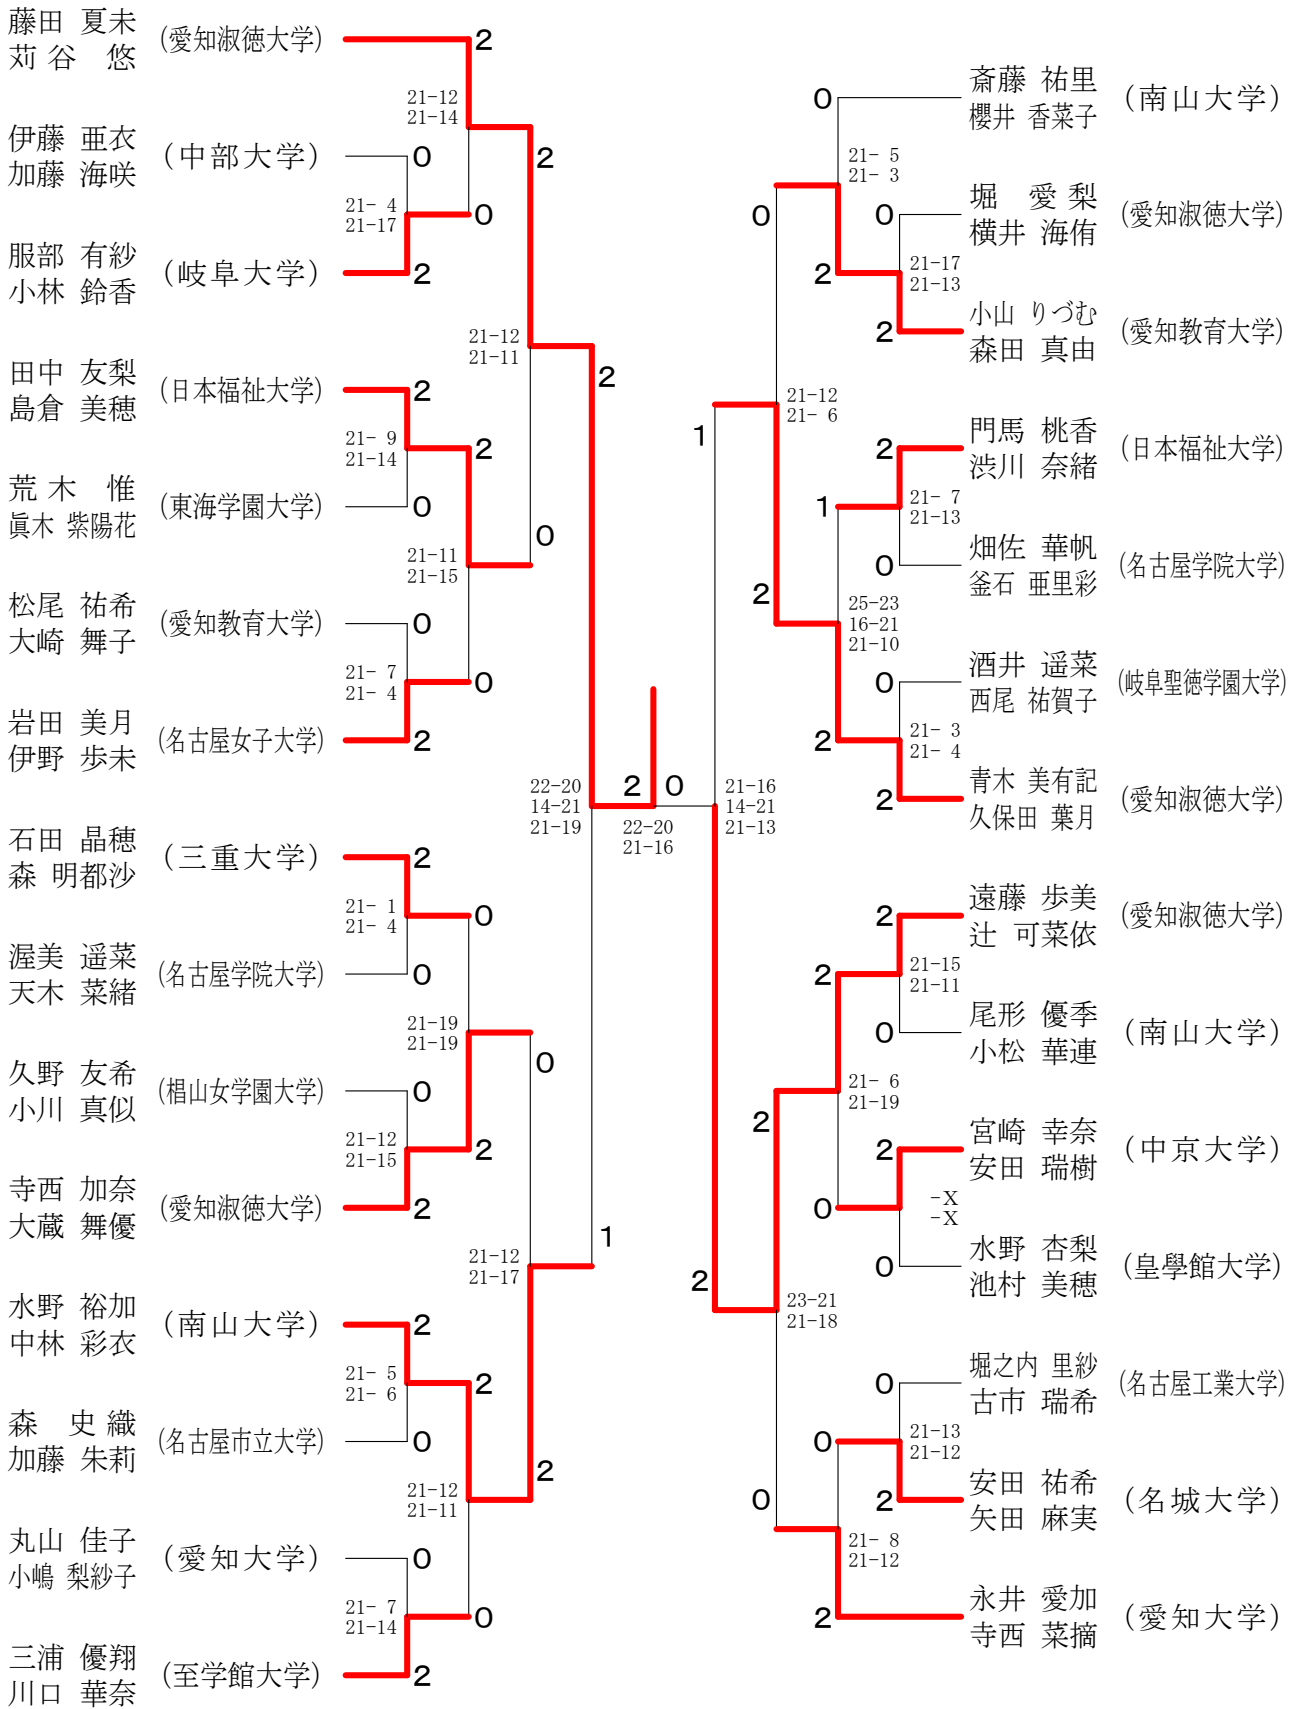 藤田 夏未
苅谷 悠
(愛知淑徳大学)
2
21-12
21-14
伊藤 亜衣
加藤 海咲
(中部大学)
0
2
21- 4
21-17
0
服部 有紗
小林 鈴香
(岐阜大学)
2
21-12
21-11
田中 友梨
島倉 美穂
(日本福祉大学)
2
2
21- 9
21-14
2
荒木 惟
眞木 紫陽花
(東海学園大学)
0
0
21-11
21-15
松尾 祐希
大崎 舞子
(愛知教育大学)
0
21- 7
21- 4
0
岩田 美月
伊野 歩未
(名古屋女子大学)
2
22-20
14-21
21-19
石田 晶穂
森 明都沙
(三重大学)
2
21- 1
21- 4
0
渥美 遥菜
天木 菜緒
(名古屋学院大学)
0
21-19
21-19
0
久野 友希
小川 真似
(椙山女学園大学)
0
21-12
21-15
2
寺西 加奈
大蔵 舞優
(愛知淑徳大学)
2
1
21-12
21-17
水野 裕加
中林 彩衣
(南山大学)
2
21- 5
21- 6
2
森 史織
加藤 朱莉
(名古屋市立大学)
0
2
21-12
21-11
丸山 佳子
小嶋 梨紗子
(愛知大学)
0
21- 7
21-14
0
三浦 優翔
川口 華奈
(至学館大学)
2
2
0
22-20
21-16
0
斎藤 祐里
櫻井 香菜子
(南山大学)
21- 5
21- 3
0
0
堀 愛梨
横井 海侑
(愛知淑徳大学)
2
21-17
21-13
2
小山 りづむ
森田 真由
(愛知教育大学)
21-12
21- 6
1
2
門馬 桃香
渋川 奈緒
(日本福祉大学)
1
21- 7
21-13
0
畑佐 華帆
釜石 亜里彩
(名古屋学院大学)
2
25-23
16-21
21-10
0
酒井 遥菜
西尾 祐賀子
(岐阜聖徳学園大学)
2
21- 3
21- 4
2
青木 美有記
久保田 葉月
(愛知淑徳大学)
21-16
14-21
21-13
2
遠藤 歩美
辻 可菜依
(愛知淑徳大学)
2
21-15
21-11
0
尾形 優季
小松 華連
(南山大学)
21- 6
21-19
2
2
宮崎 幸奈
安田 瑞樹
(中京大学)
0
-X
-X
0
水野 杏梨
池村 美穂
(皇學館大学)
2
23-21
21-18
0
堀之内 里紗
古市 瑞希
(名古屋工業大学)
0
21-13
21-12
0
2
安田 祐希
矢田 麻実
(名城大学)
21- 8
21-12
2
永井 愛加
寺西 菜摘
(愛知大学)